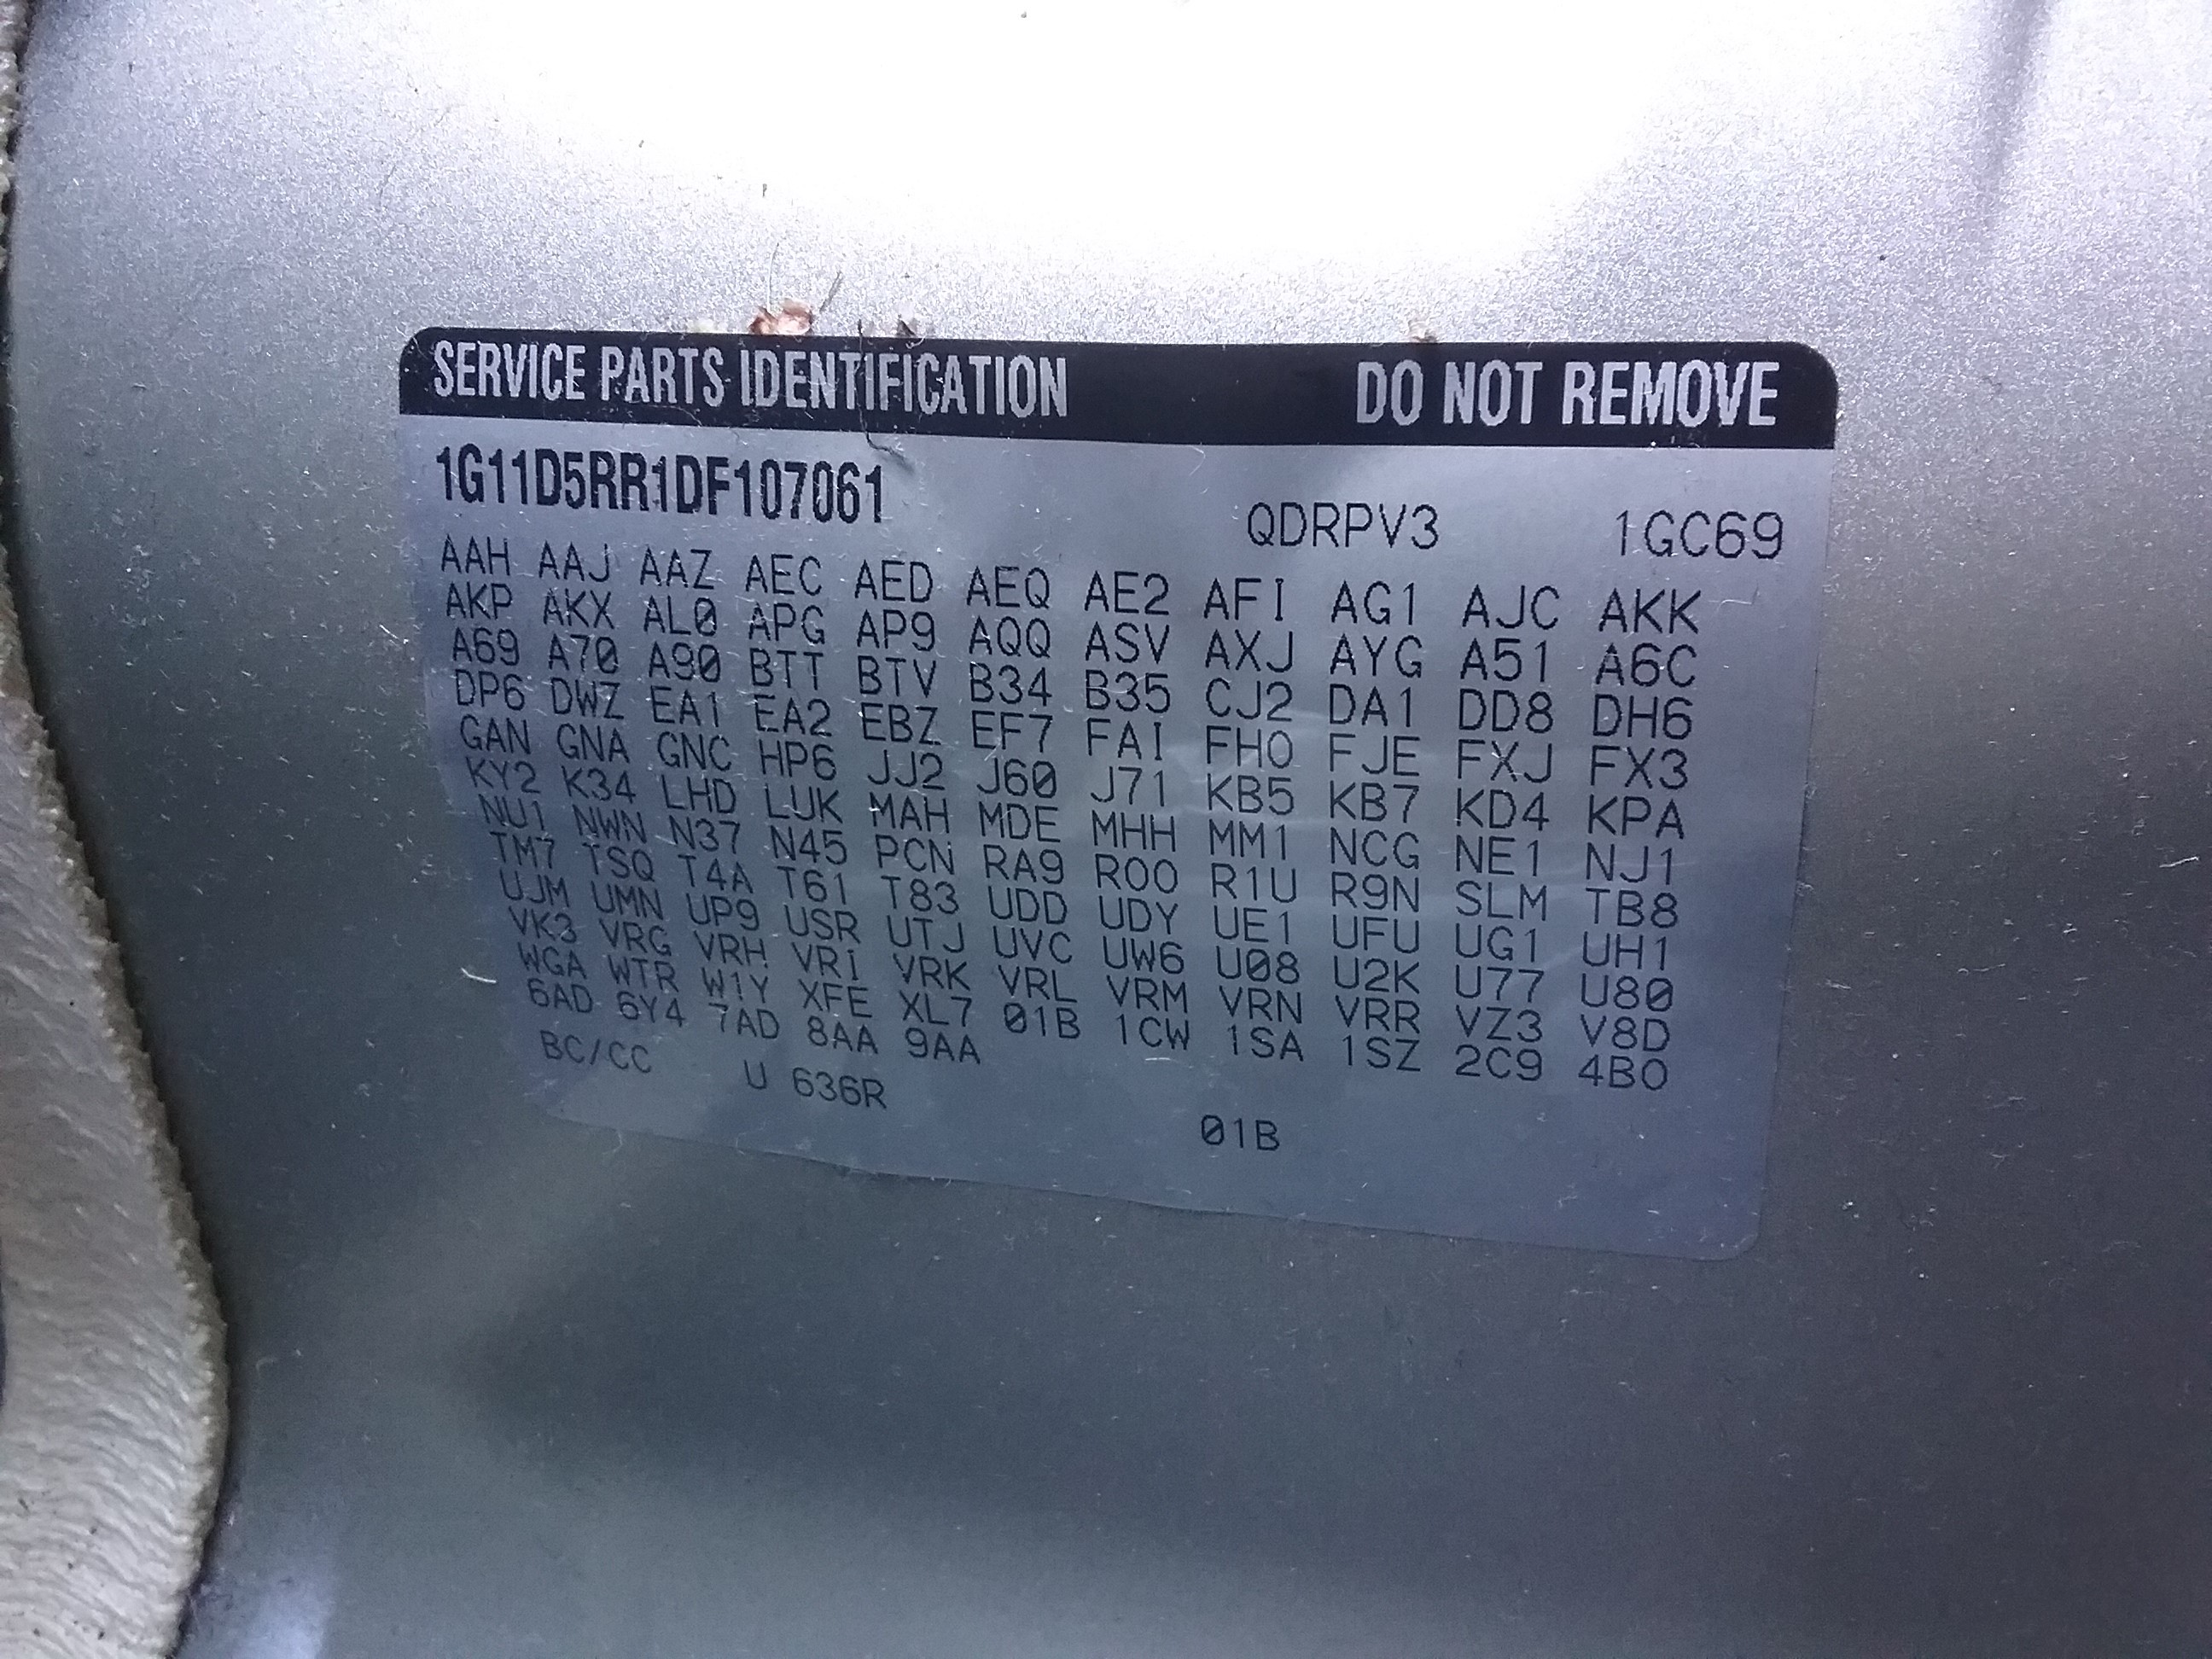 SERVICE PARTS IDENTIFICATION DO NOT REMOVE
1G11D5RR1DF107061 QDRPV3 1GC69
AAH AAJ AAZ AEC AED AEQ AE2 AFI AG1 AJC AKK
AKP AKX AL0 APG AP9 AQQ ASV AXJ AYG A51 A6C
A69 A70 A90 BTT BTV B34 B35 CJ2 DA1 DD8 DH6
DP6 DWZ EA1 EA2 EBZ EF7 FAI FHO FJE FXJ FX3
GAN GNA GNC HP6 JJ2 J60 J71 KB5 KB7 KD4 KPA
KY2 K34 LHD LUK MAH MDE MHH MM1 NCG NE1 NJ1
NU1 NWN N37 N45 PCN RA9 ROO R1U R9N SLM TB8
TM7 TSQ T4A T61 T83 UDD UDY UE1 UFU UG1 UH1
UJM UMN UP9 USR UTJ UVC UW6 U08 U2K U77 U80
VK3 VRG VRH VRI VRK VRL VRM VRN VRR VZ3 V8D
WGA WTR W1Y XFE XL7 01B 1CW 1SA 1SZ 2C9 4BO
6AD 6Y4 7AD 8AA 9AA
BC/CC U 636R 01B